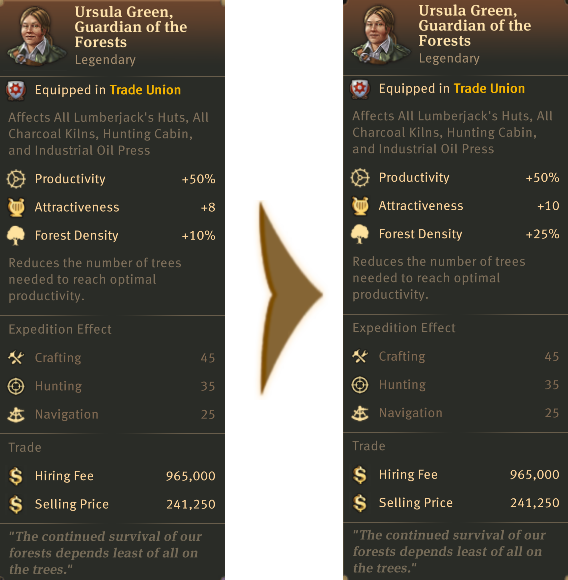 Ursula Green,
Guardian of the
Forests
Legendary
Equipped in Trade Union
Affects All Lumberjack's Huts, All
Charcoal Kilns, Hunting Cabin,
and Industrial Oil Press
Productivity +50%
Attractiveness +8
Forest Density +10%
Reduces the number of trees
needed to reach optimal
productivity.
Expedition Effect
Crafting 45
Hunting 35
Navigation 25
Trade
Hiring Fee 965,000
Selling Price 241,250
"The continued survival of our
forests depends least of all on
the trees."
Ursula Green,
Guardian of the
Forests
Legendary
Equipped in Trade Union
Affects All Lumberjack's Huts, All
Charcoal Kilns, Hunting Cabin,
and Industrial Oil Press
Productivity +50%
Attractiveness +10
Forest Density +25%
Reduces the number of trees
needed to reach optimal
productivity.
Expedition Effect
Crafting 45
Hunting 35
Navigation 25
Trade
Hiring Fee 965,000
Selling Price 241,250
"The continued survival of our
forests depends least of all on
the trees."